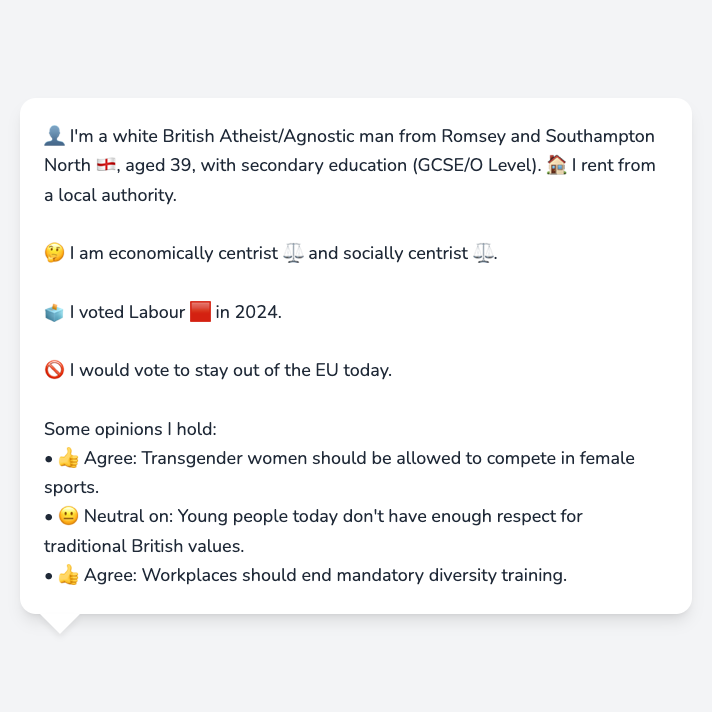 👤 I'm a white British Atheist/Agnostic man from Romsey and Southampton
North 🏴󠁧󠁢󠁥󠁮󠁧󠁿, aged 39, with secondary education (GCSE/O Level). 🏠 I rent from
a local authority.
🤔 I am economically centrist ⚖️ and socially centrist ⚖️.
🗳️ I voted Labour 🟥 in 2024.
🚫 I would vote to stay out of the EU today.
Some opinions I hold:
• 👍 Agree: Transgender women should be allowed to compete in female
sports.
• 😐 Neutral on: Young people today don't have enough respect for
traditional British values.
• 👍 Agree: Workplaces should end mandatory diversity training.